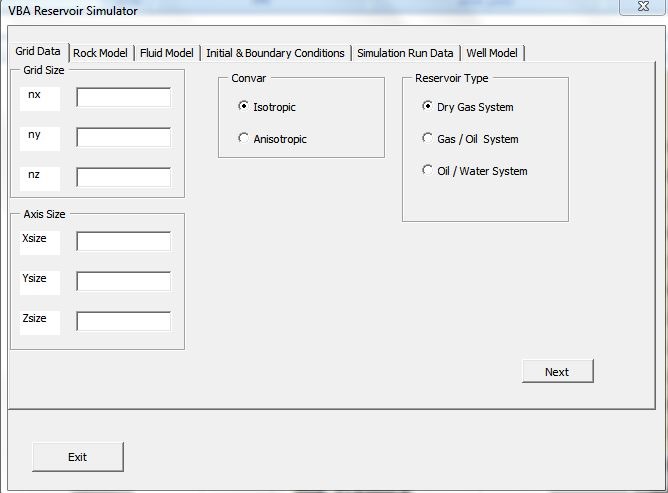 VBA Reservoir Simulator
Grid Data Rock Model Fluid Model Initial & Boundary Conditions Simulation Run Data Well Model
Grid Size
nx
ny
nz
Axis Size
Xsize
Ysize
Zsize
Convar
Isotropic
Anisotropic
Reservoir Type
Dry Gas System
Gas / Oil System
Oil / Water System
Next
Exit